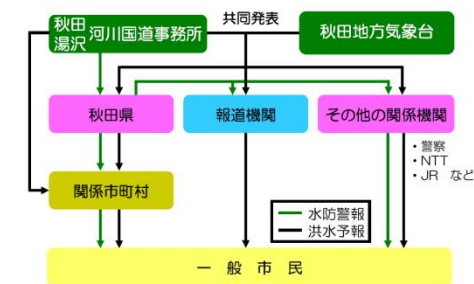 秋田
湯沢 河川国道事務所
共同発表
秋田地方気象台
秋田県
報道機関
その他の関係機関
・警察
・NTT
・JR など
関係市町村
水防警報
洪水予報
一般市民